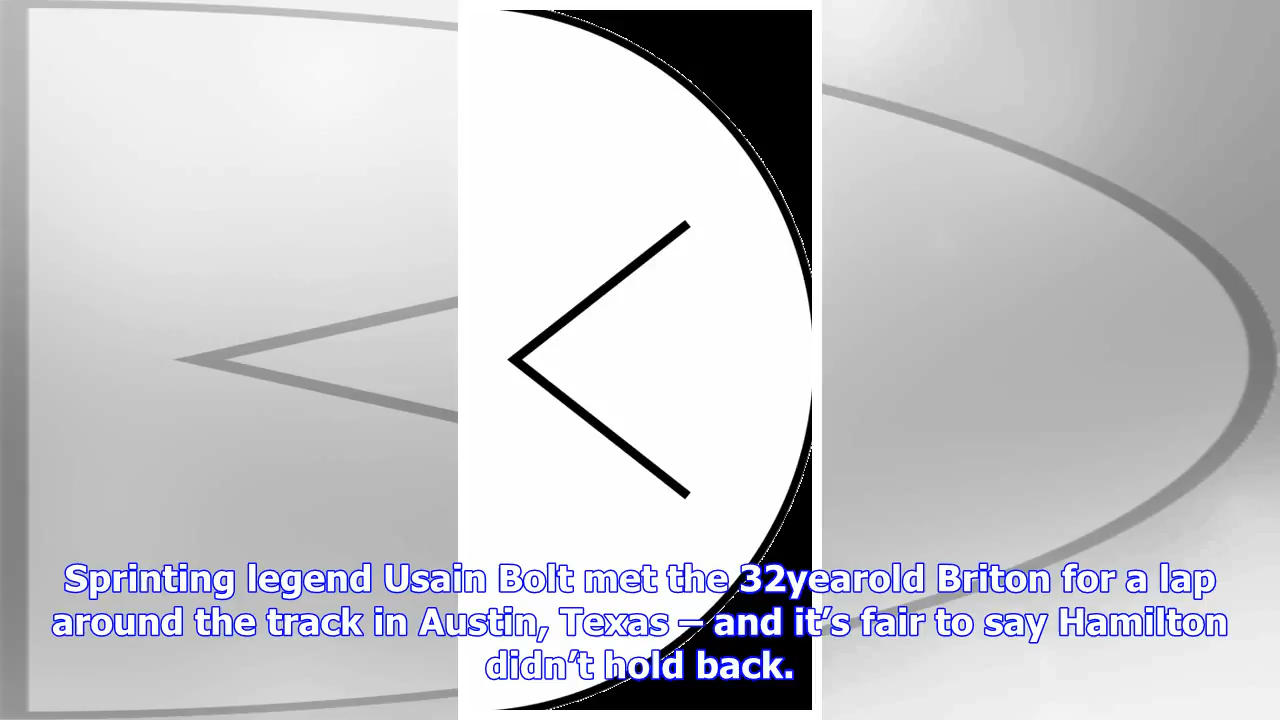 Sprinting legend Usain Bolt met the 32yearold Briton for a lap
around the track in Austin, Texas – and it’s fair to say Hamilton
didn’t hold back.